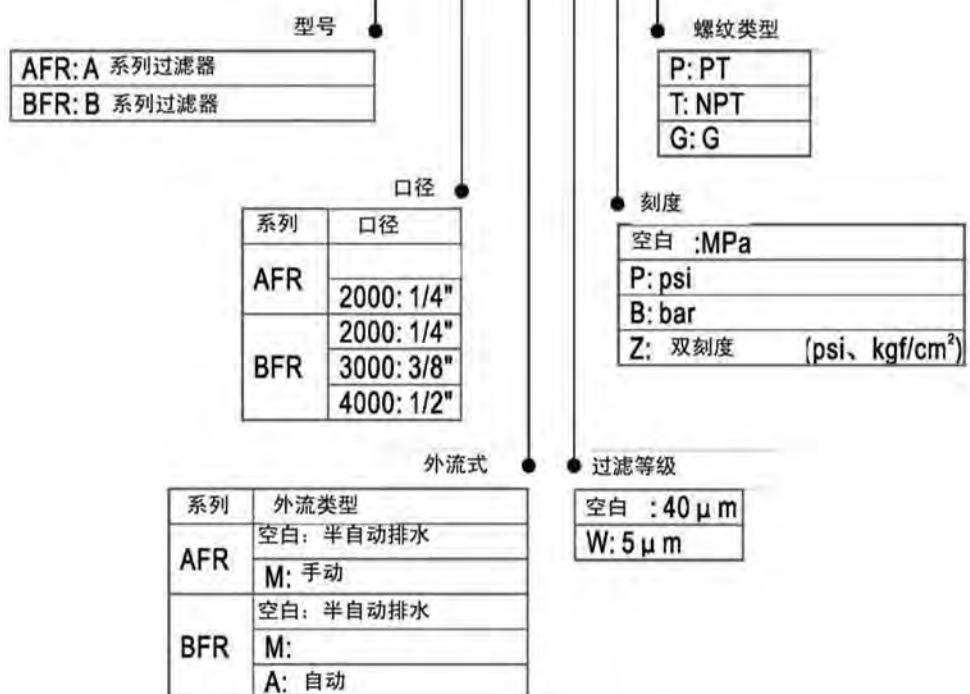 型号
AFR: A 系列过滤器
BFR: B 系列过滤器
螺纹类型
P: PT
T: NPT
G: G
口径
系列 口径
AFR
2000: 1/4"
BFR
2000: 1/4"
3000: 3/8"
4000: 1/2"
刻度
空白 :MPa
P: psi
B: bar
Z: 双刻度 (psi、kgf/cm²)
外流式
系列 外流类型
AFR
空白：半自动排水
M: 手动
BFR
空白：半自动排水
M:
A: 自动
过滤等级
空白 :40 μm
W: 5 μm